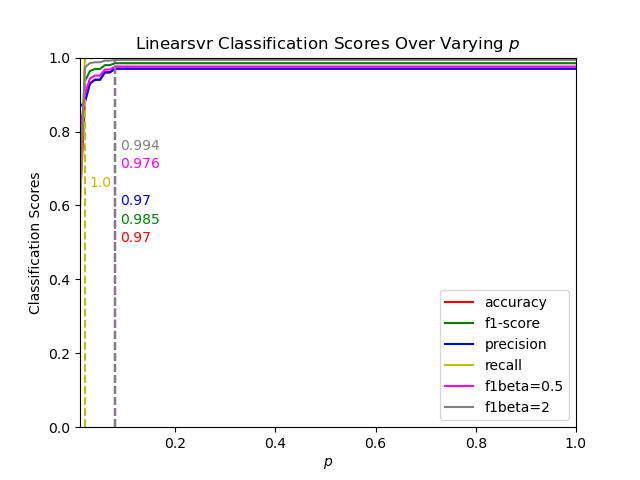 Linearsvr Classification Scores Over Varying p
Classification Scores
1.0
0.8
0.6
0.4
0.2
0.0
0.994
0.976
1.0
0.97
0.985
0.97
accuracy
f1-score
precision
recall
f1beta=0.5
f1beta=2
0.2
0.4
0.6
0.8
1.0
p